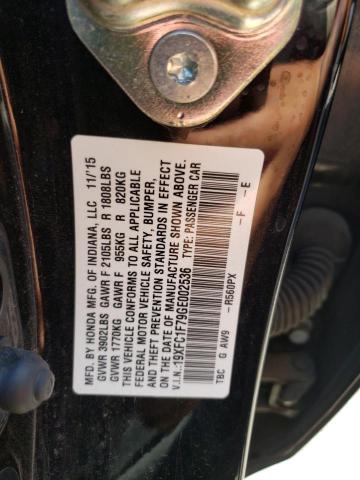 MFD. BY HONDA MFG. OF INDIANA, LLC 11/15
GVWR 3902LBS GAWR F 2105LBS R 1808LBS
GVWR 1770KG GAWR F 955KG R 820KG
THIS VEHICLE CONFORMS TO ALL APPLICABLE
FEDERAL MOTOR VEHICLE SAFETY, BUMPER,
AND THEFT PREVENTION STANDARDS IN EFFECT
ON THE DATE OF MANUFACTURE SHOWN ABOVE.
V.I.N.:19XFC1F79GE002536 TYPE: PASSENGER CAR
TBC G AW9 -R560PX -F -E